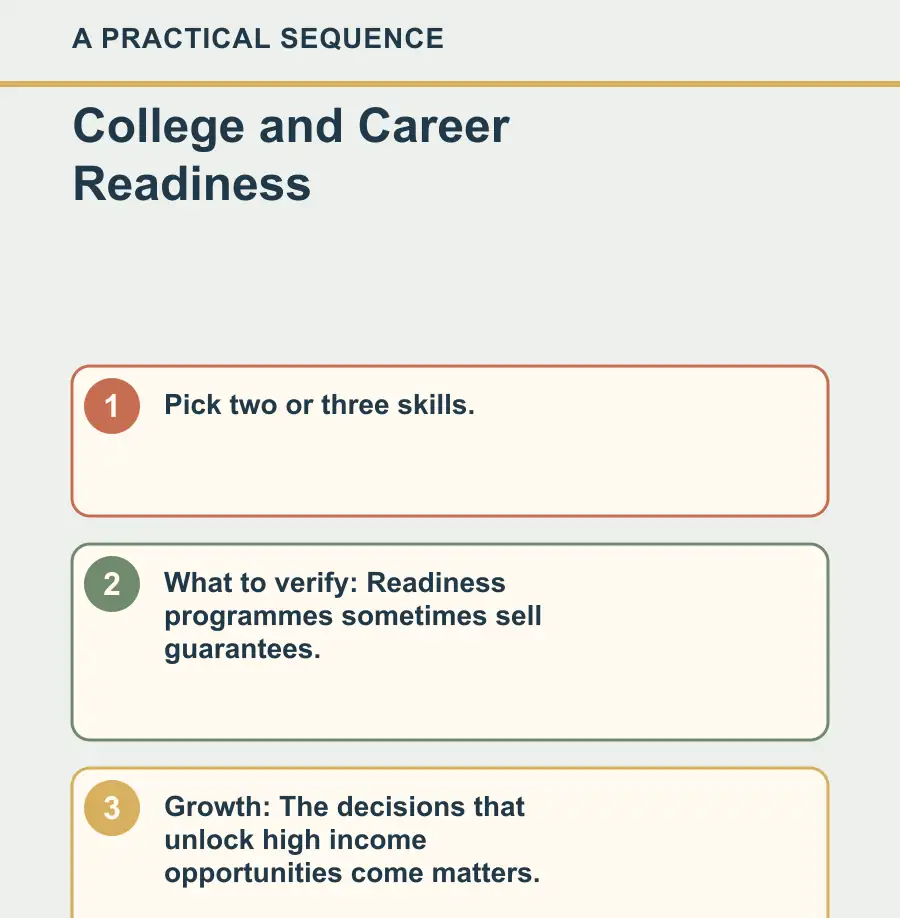 A PRACTICAL SEQUENCE
College and Career
Readiness
1
Pick two or three skills.
2
What to verify: Readiness
programmes sometimes sell
guarantees.
3
Growth: The decisions that
unlock high income
opportunities come matters.